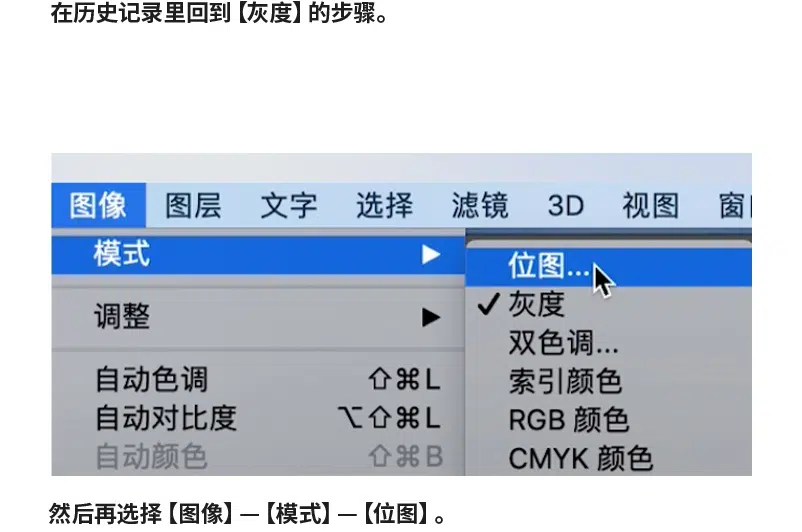 在历史记录里回到【灰度】的步骤。
图像 图层 文字 选择 滤镜 3D 视图 窗
模式 ▶
位图...
✓ 灰度
调整 ▶
双色调...
自动色调 ⇧⌘L
索引颜色
自动对比度 ⌥⇧⌘L
RGB 颜色
自动颜色 ⇧⌘B
CMYK 颜色
然后再选择【图像】—【模式】—【位图】。